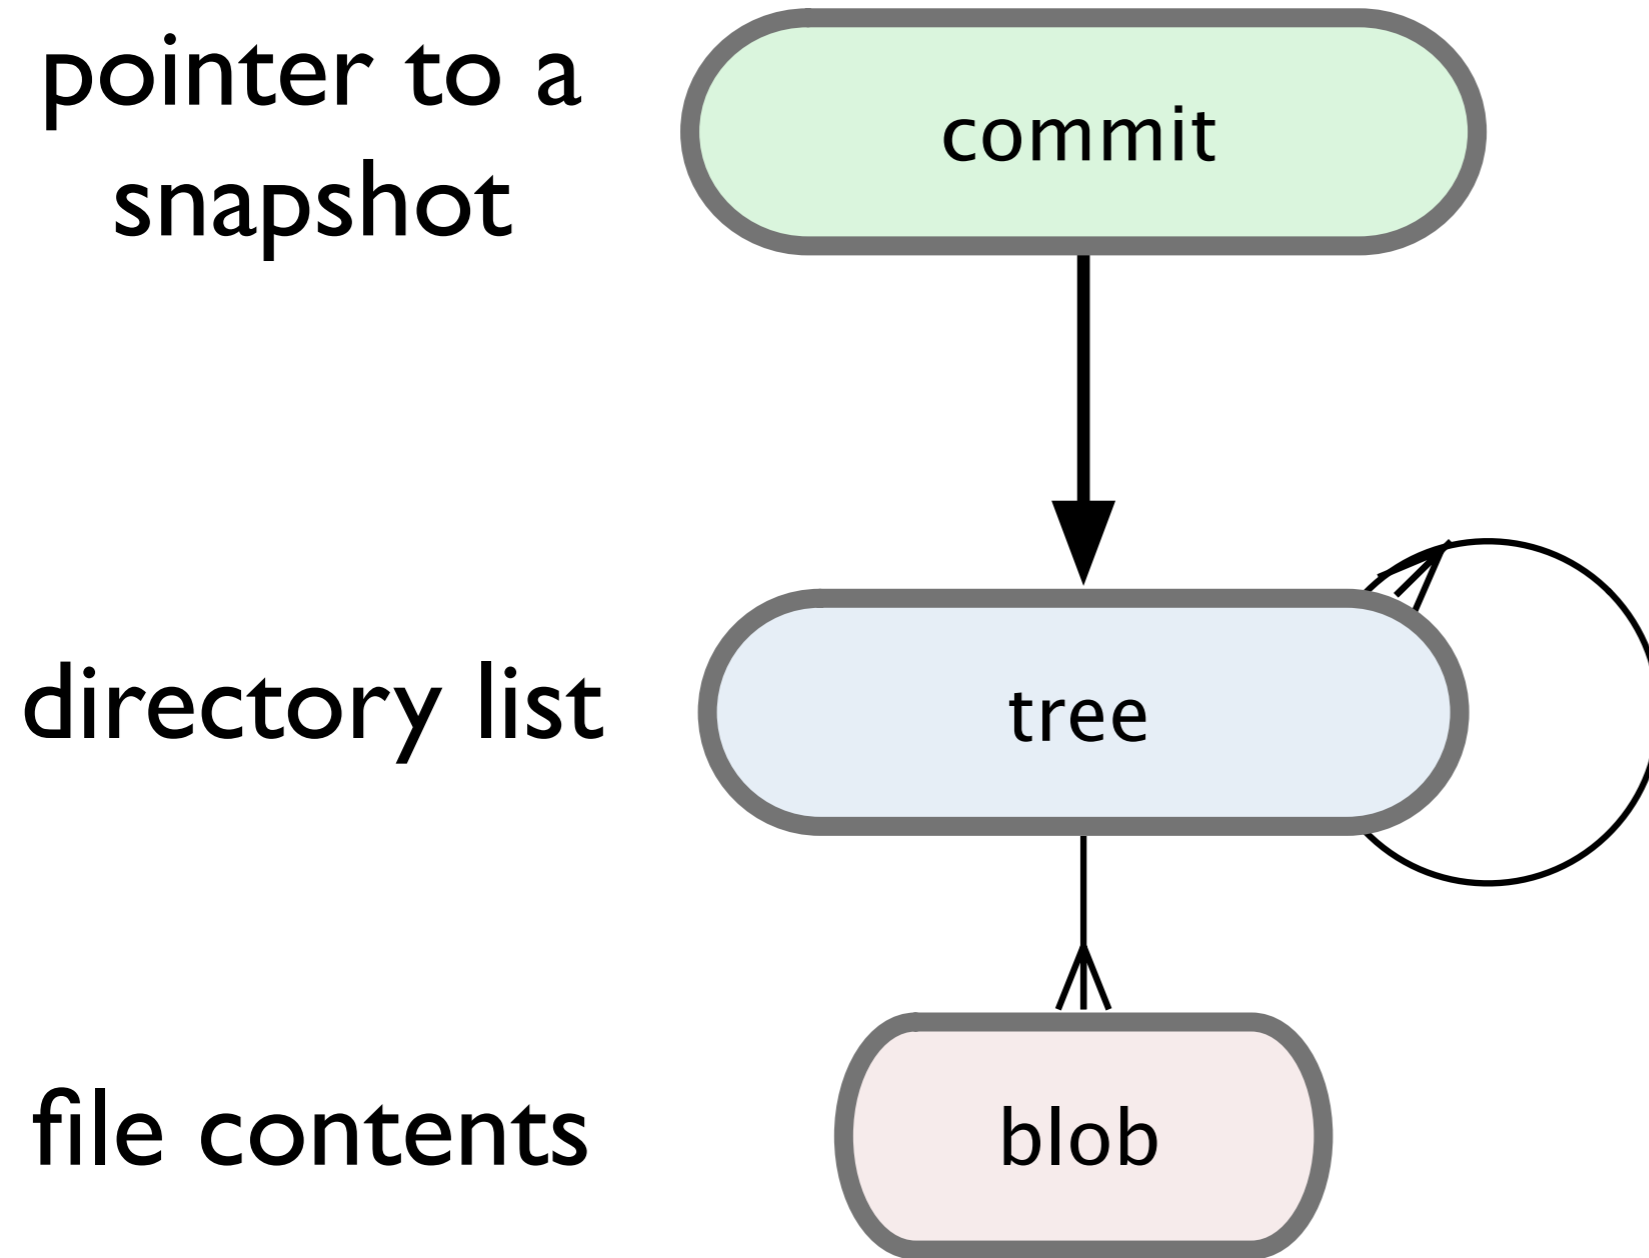 pointer to a
snapshot
commit
directory list
tree
file contents
blob